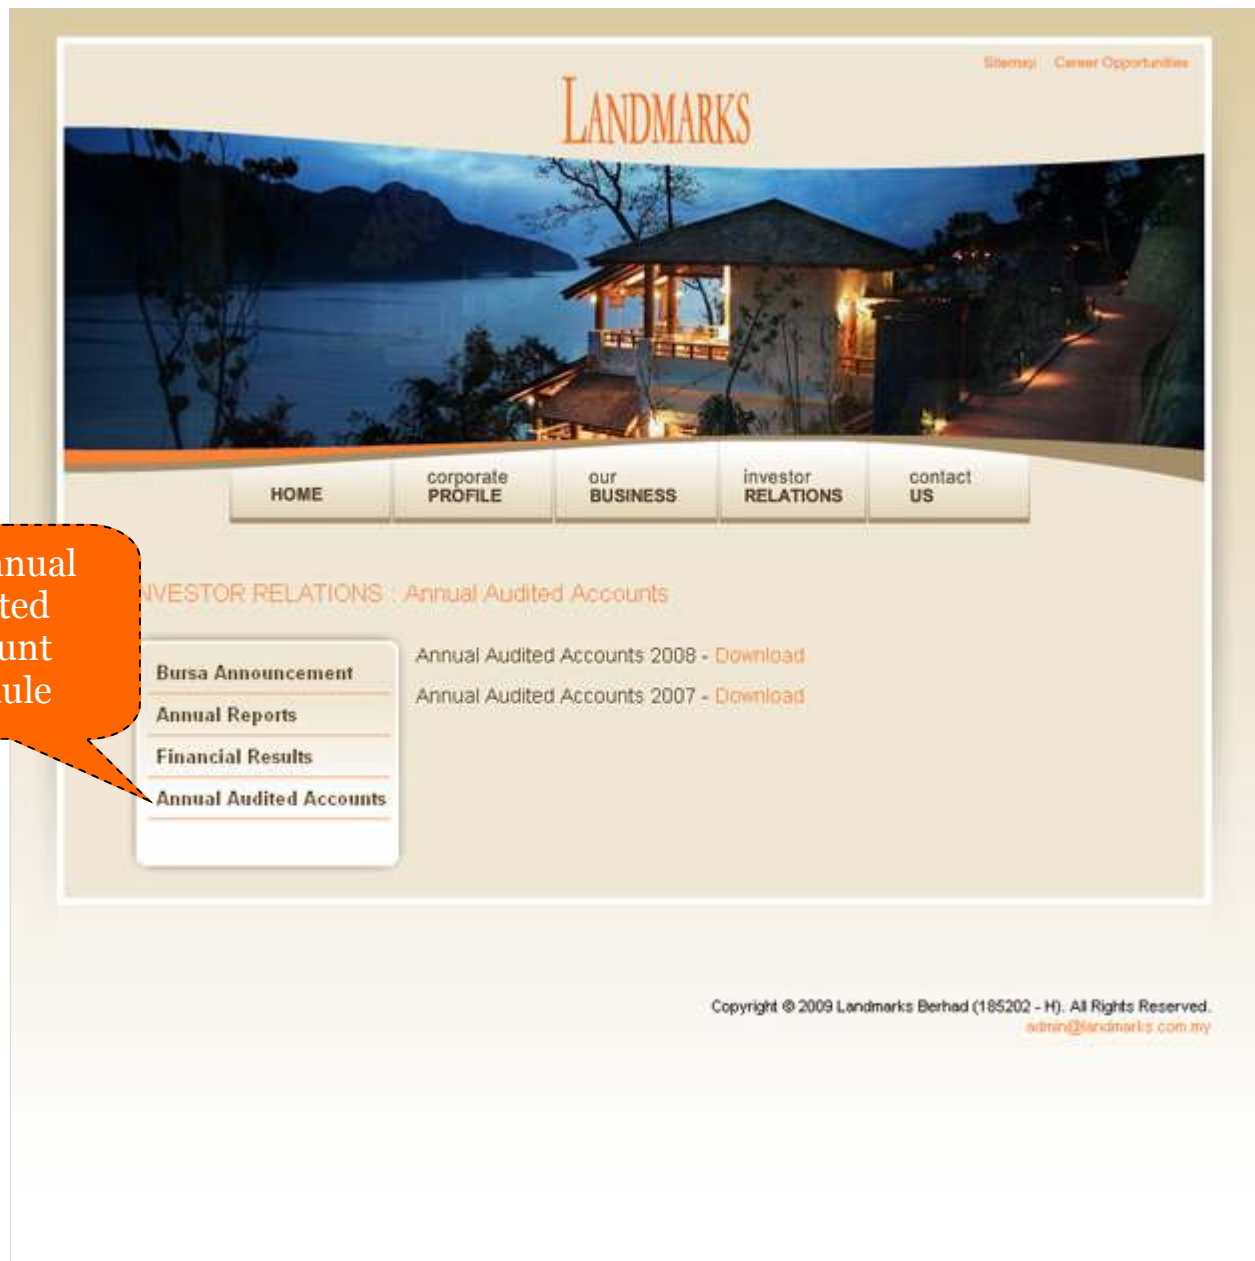 Sitemap Career Opportunities
LANDMARKS
HOME
corporate PROFILE
our BUSINESS
investor RELATIONS
contact US
nnual
ted
unt
ule
NVESTOR RELATIONS : Annual Audited Accounts
Bursa Announcement
Annual Reports
Financial Results
Annual Audited Accounts
Annual Audited Accounts 2008 - Download
Annual Audited Accounts 2007 - Download
Copyright © 2009 Landmarks Berhad (185202 - H). All Rights Reserved.
admin@landmarks.com.my